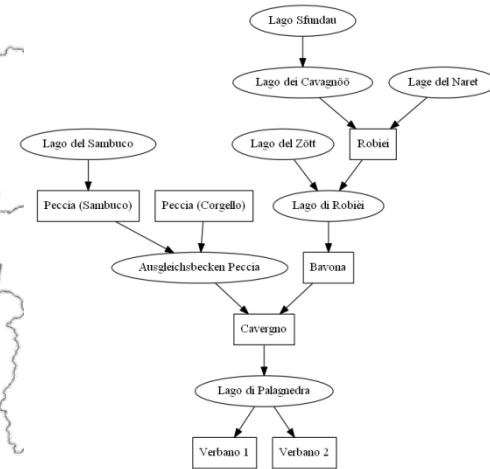 Lago Sfundau
Lago dei Cavagnöö
Lage del Naret
Lago del Sambuco
Lago del Zött
Robiei
Peccia (Sambuco)
Peccia (Corgello)
Lago di Robiëi
Ausgleichsbecken Peccia
Bavona
Cavergno
Lago di Palagnedra
Verbano 1
Verbano 2